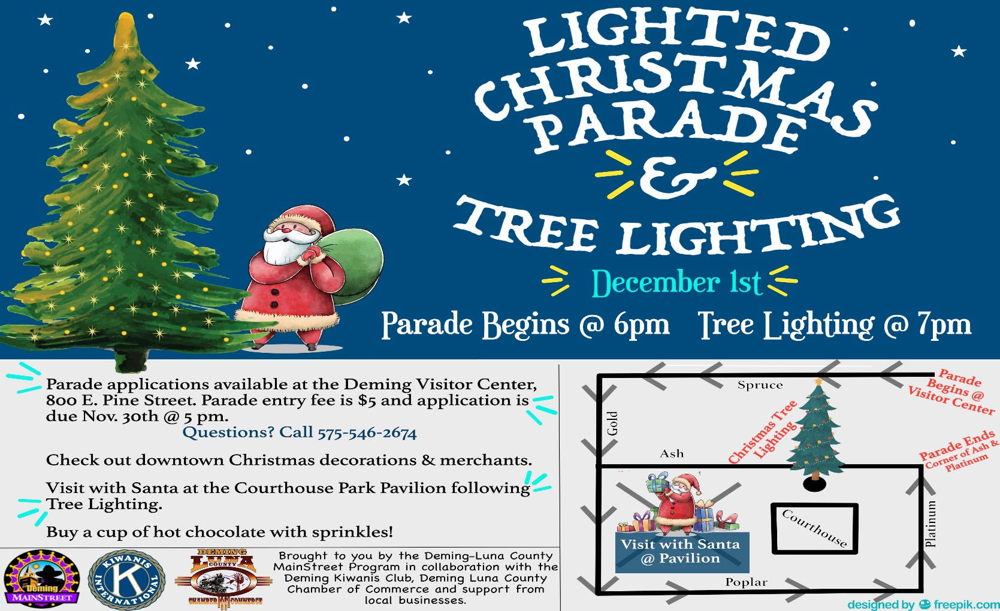 LIGHTED
CHRISTMAS
PARADE
&
TREE LIGHTING
December 1st
Parade Begins @ 6pm Tree Lighting @ 7pm
Parade applications available at the Deming Visitor Center,
800 E. Pine Street. Parade entry fee is $5 and application is
due Nov. 30th @ 5 pm.
Questions? Call 575-546-2674
Check out downtown Christmas decorations & merchants.
Visit with Santa at the Courthouse Park Pavilion following
Tree Lighting.
Buy a cup of hot chocolate with sprinkles!
Deming
MAINSTREET
KIWANIS
K
INTERNATIONAL
DEMING
LUNA
COUNTY
CHAMBER OF COMMERCE
Brought to you by the Deming-Luna County
MainStreet Program in collaboration with the
Deming Kiwanis Club, Deming Luna County
Chamber of Commerce and support from
local businesses.
Spruce
Parade
Begins @
Visitor Center
Gold
Christmas Tree
Lighting
Ash
Parade Ends
Corner of Ash &
Platinum
Courthouse
Platinum
Visit with Santa
@ Pavilion
Poplar
designed by freepik.com